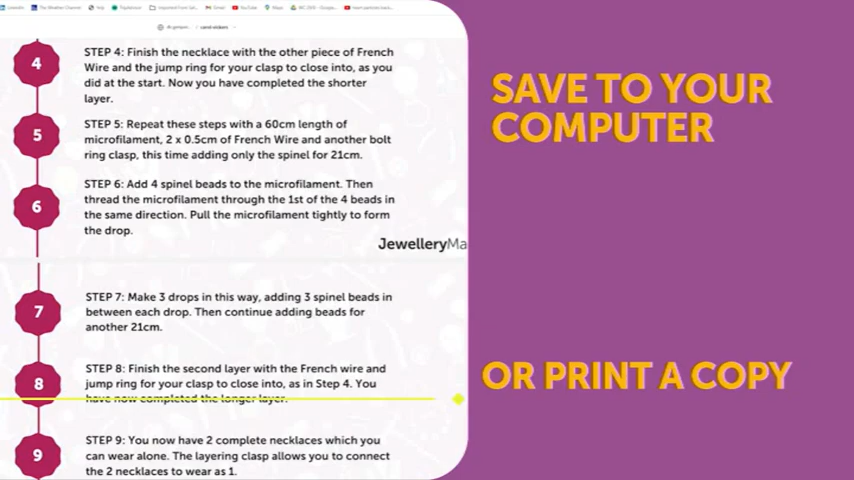 Help
YouTube
Maps
4
STEP 4: Finish the necklace with the other piece of French
Wire and the jump ring for your clasp to close into, as you
did at the start. Now you have completed the shorter
layer.
5
STEP 5: Repeat these steps with a 60cm length of
microfilament, 2 x 0.5cm of French Wire and another bolt
ring clasp, this time adding only the spinel for 21cm.
6
STEP 6: Add 4 spinel beads to the microfilament. Then
thread the microfilament through the 1st of the 4 beads in
the same direction. Pull the microfilament tightly to form
the drop.
JewelleryMa
7
STEP 7: Make 3 drops in this way, adding 3 spinel beads in
between each drop. Then continue adding beads for
another 21cm.
8
STEP 8: Finish the second layer with the French wire and
jump ring for your clasp to close into, as in Step 4. You
have now completed the longer layer.
9
STEP 9: You now have 2 complete necklaces which you
can wear alone. The layering clasp allows you to connect
the 2 necklaces to wear as 1.
SAVE TO YOUR
COMPUTER
OR PRINT A COPY